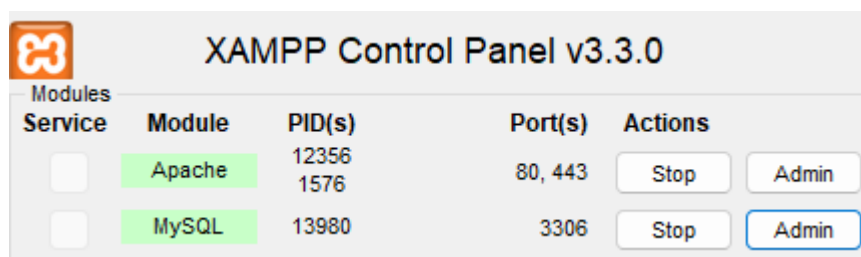 XAMPP Control Panel v3.3.0
Modules
Service Module PID(s) Port(s) Actions
Apache 12356 1576 80, 443 Stop Admin
MySQL 13980 3306 Stop Admin